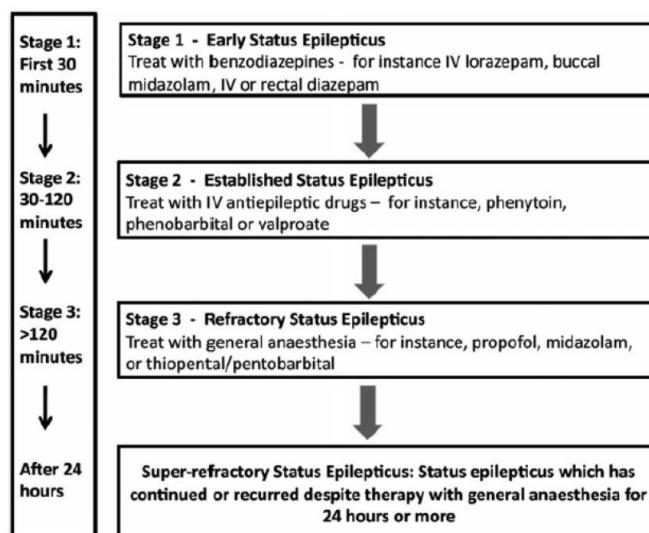 Stage 1:
First 30
minutes
Stage 2:
30-120
minutes
Stage 3:
>120
minutes
After 24
hours
Stage 1 - Early Status Epilepticus
Treat with benzodiazepines - for instance IV lorazepam, buccal
midazolam, IV or rectal diazepam
Stage 2 - Established Status Epilepticus
Treat with IV antiepileptic drugs – for instance, phenytoin,
phenobarbital or valproate
Stage 3 - Refractory Status Epilepticus
Treat with general anaesthesia – for instance, propofol, midazolam,
or thiopental/pentobarbital
Super-refractory Status Epilepticus: Status epilepticus which has
continued or recurred despite therapy with general anaesthesia for
24 hours or more